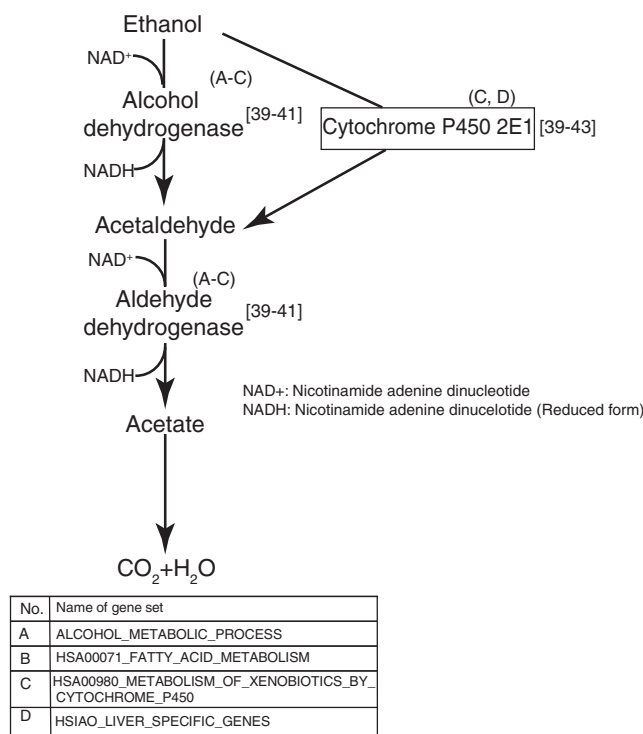 Ethanol
NAD+
(A-C)
Alcohol
dehydrogenase [39-41]
NADH
(C, D)
Cytochrome P450 2E1 [39-43]
Acetaldehyde
NAD+
(A-C)
Aldehyde
dehydrogenase [39-41]
NADH
NAD+: Nicotinamide adenine dinucleotide
NADH: Nicotinamide adenine dinucelotide (Reduced form)
Acetate
CO2+H2O
No. Name of gene set
A ALCOHOL_METABOLIC_PROCESS
B HSA00071_FATTY_ACID_METABOLISM
C HSA00980_METABOLISM_OF_XENOBIOTICS_BY_
CYTOCHROME_P450
D HSIAO_LIVER_SPECIFIC_GENES